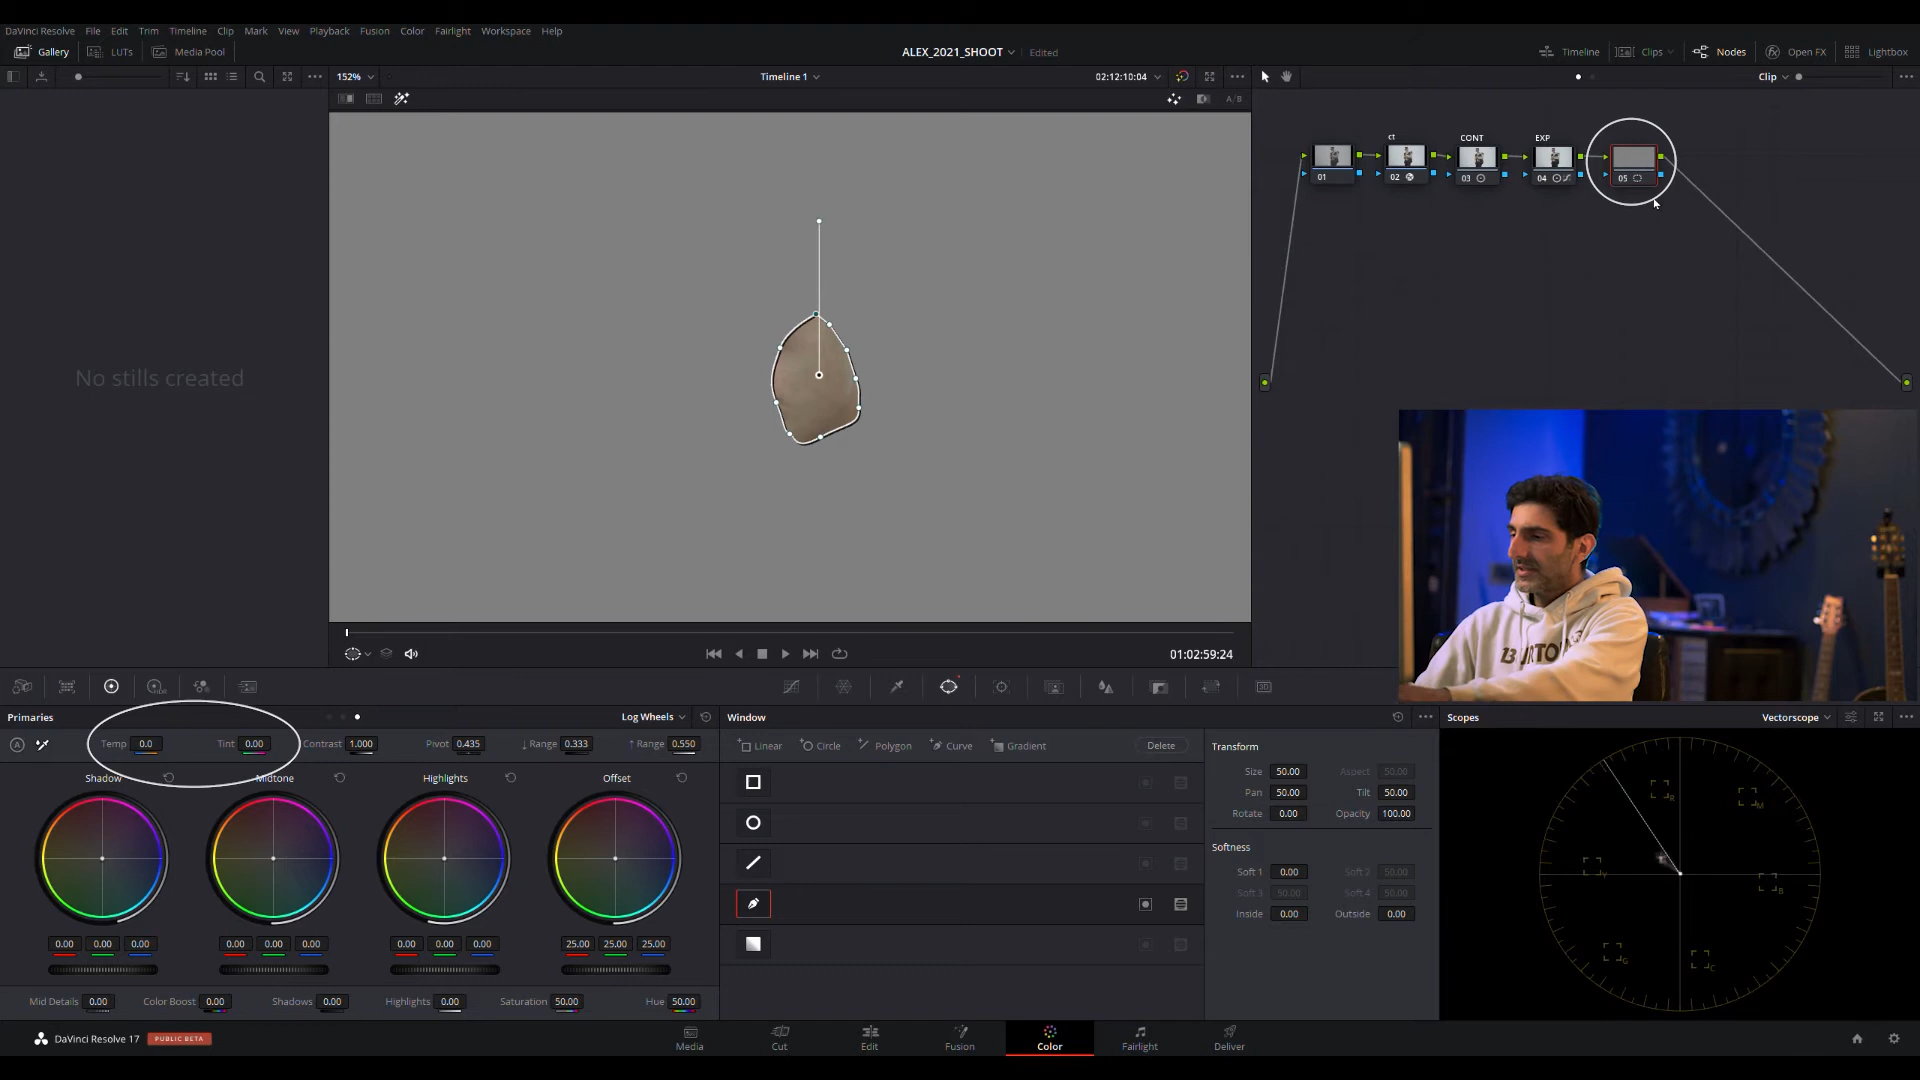 DaVinci Resolve File Edit Trim Timeline Clip Mark View Playback Fusion Color Fairlight Workspace Help
Gallery LUTs Media Pool ALEX_2021_SHOOT Edited Timeline Clips Nodes Open FX Lightbox
152% Timeline 1 02:12:10:04 Clip
A/B
ct CONT EXP
01 02 03 04 05
No stills created
01:02:59:24
Primaries Log Wheels Window Scopes Vectorscope
Temp 0.0 Tint 0.00 Contrast 1.000 Pivot 0.435 ↓ Range 0.333 ↑ Range 0.550
Linear Circle Polygon Curve Gradient Delete Transform
Shadow Midtone Highlights Offset
Size 50.00 Aspect 50.00
Pan 50.00 Tilt 50.00
Rotate 0.00 Opacity 100.00
Softness
Soft 1 0.00 Soft 2 50.00
Soft 3 50.00 Soft 4 50.00
Inside 0.00 Outside 0.00
R M Y B G C
0.00 0.00 0.00 0.00 0.00 0.00 0.00 0.00 0.00 25.00 25.00 25.00
Mid Details 0.00 Color Boost 0.00 Shadows 0.00 Highlights 0.00 Saturation 50.00 Hue 50.00
DaVinci Resolve 17 PUBLIC BETA Media Cut Edit Fusion Color Fairlight Deliver